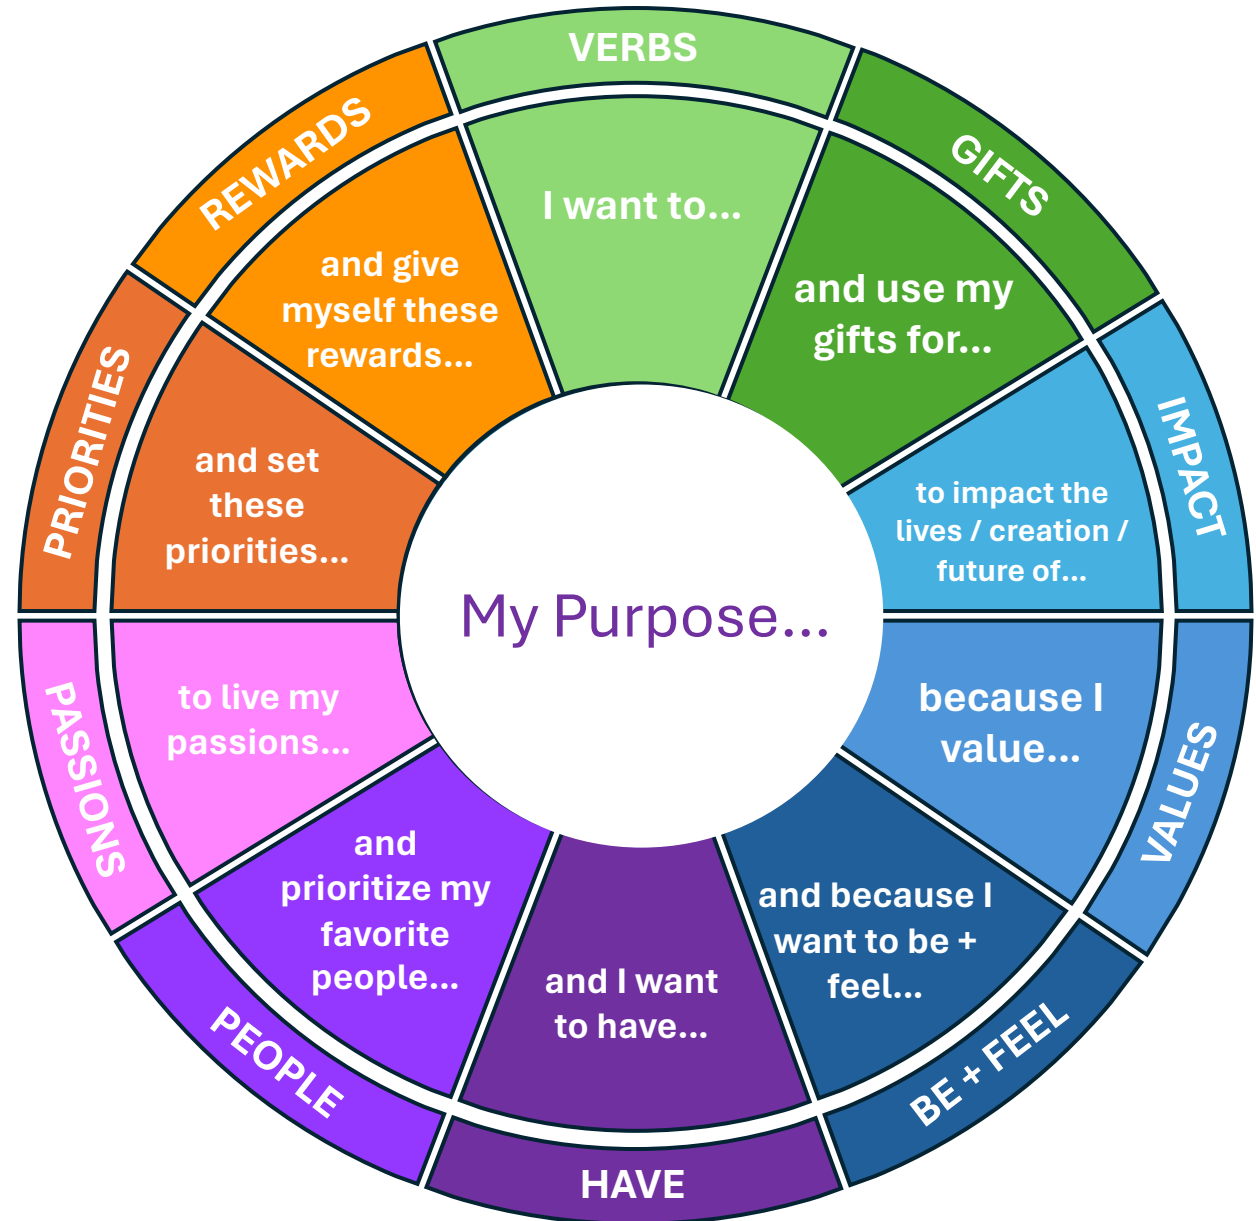 VERBS
I want to...
GIFTS
and use my
gifts for...
IMPACT
to impact the
lives / creation /
future of...
VALUES
because I
value...
BE + FEEL
and because I
want to be +
feel...
HAVE
and I want
to have...
PEOPLE
and
prioritize my
favorite
people...
PASSIONS
to live my
passions...
PRIORITIES
and set
these
priorities...
REWARDS
and give
myself these
rewards...
My Purpose...